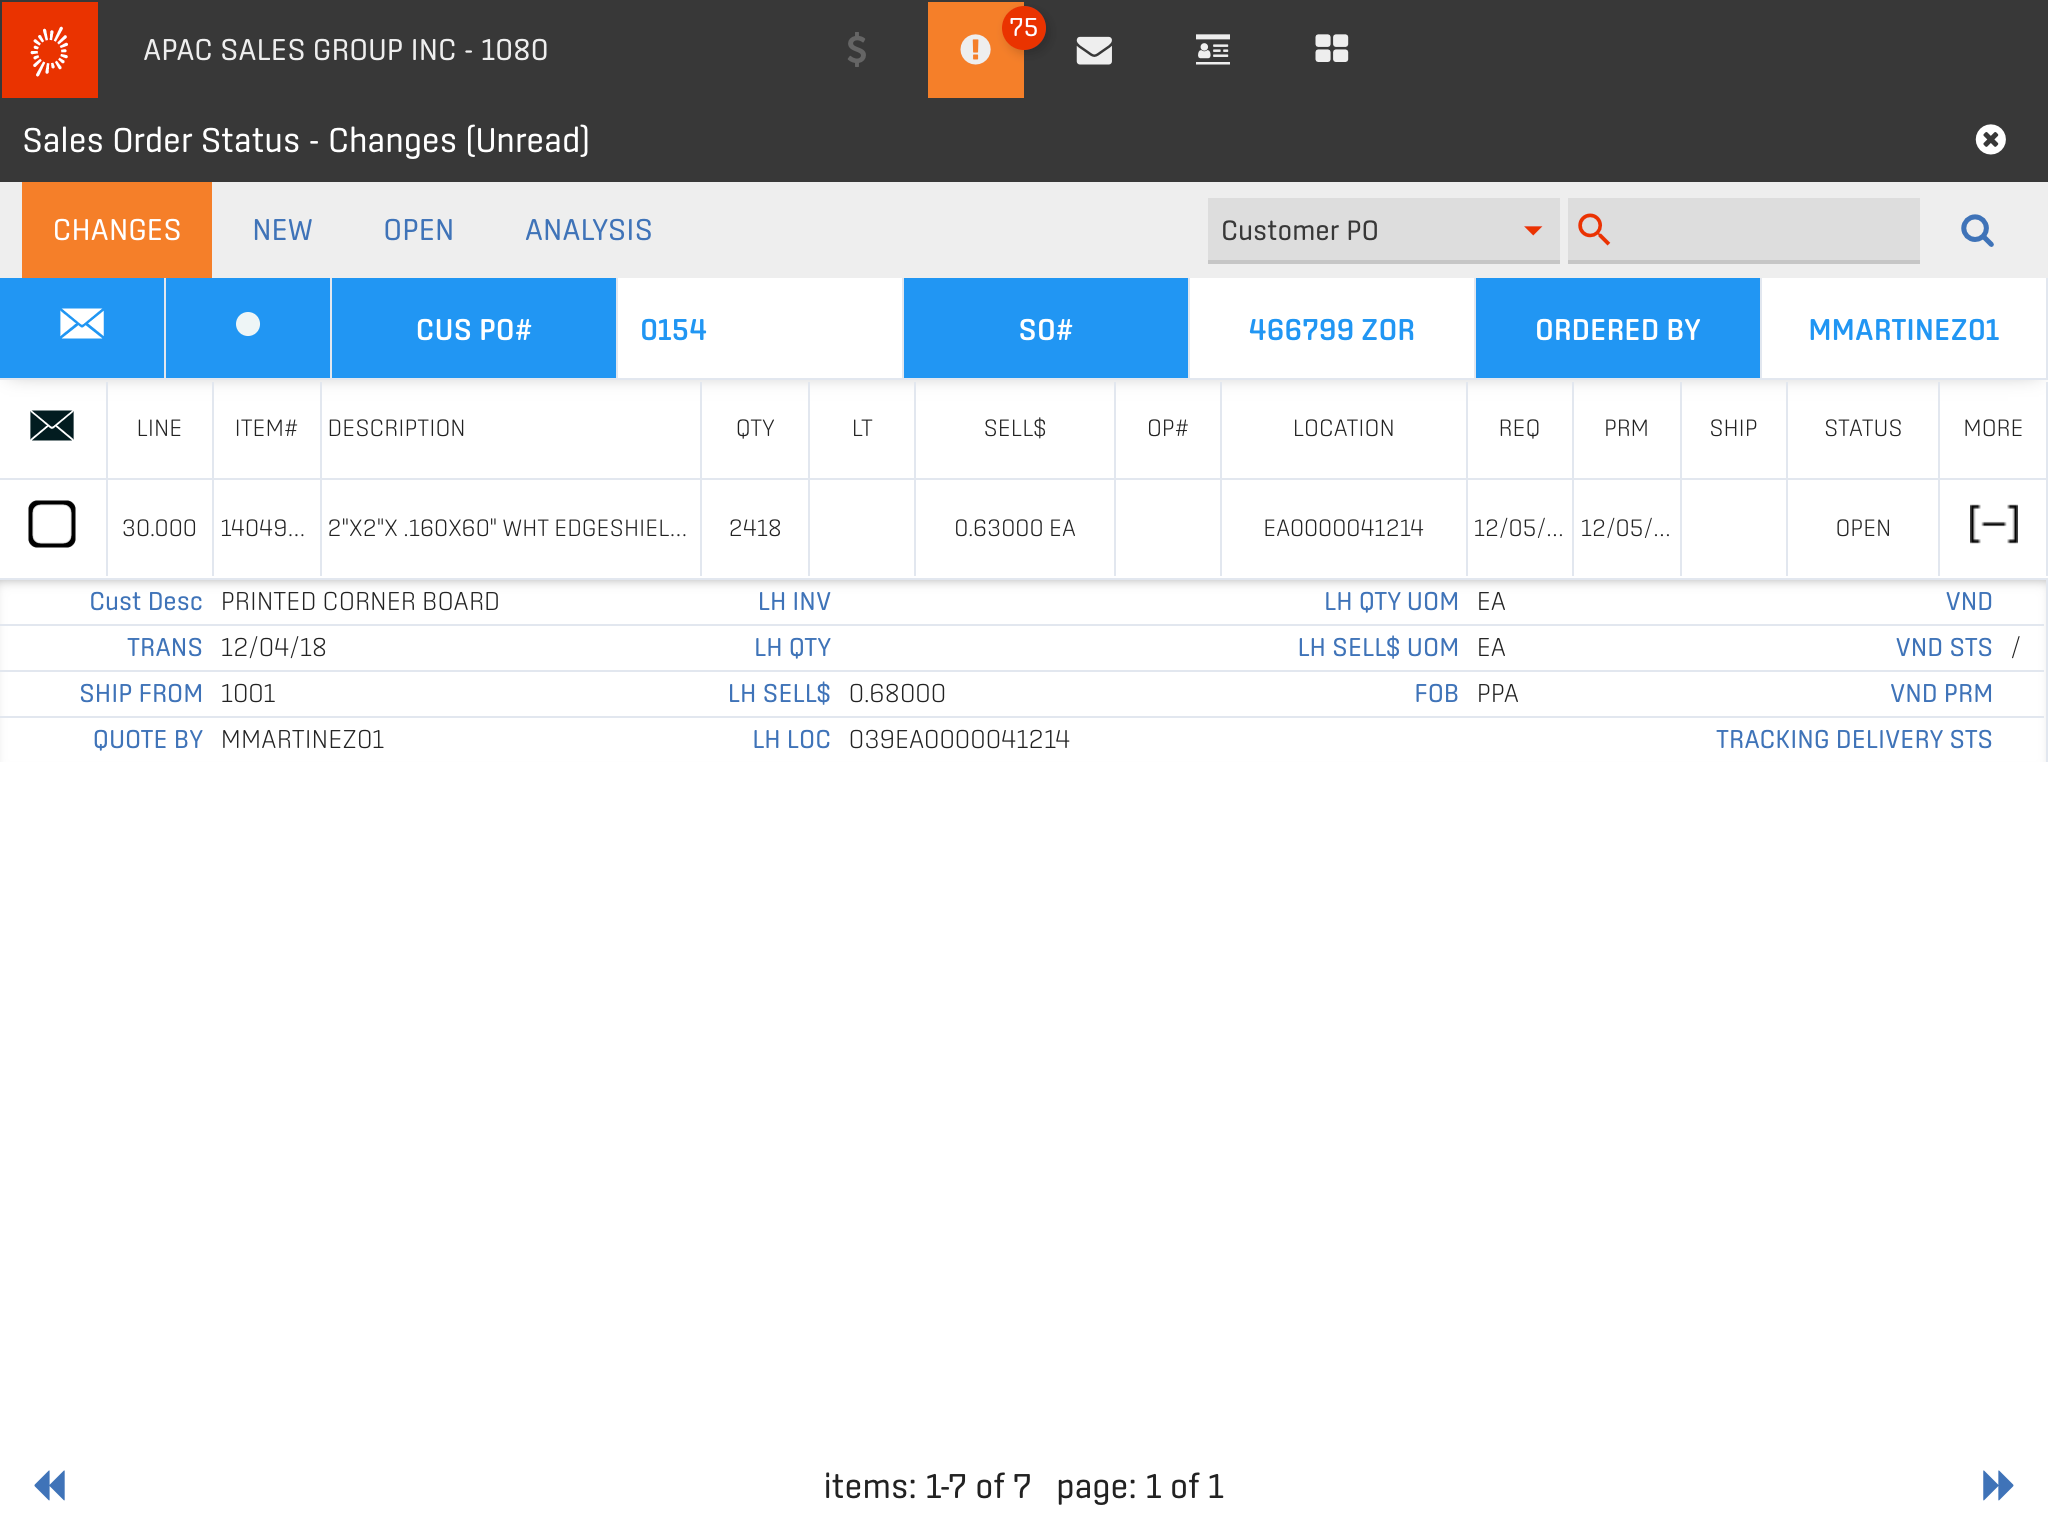 APAC SALES GROUP INC - 1080
75
Sales Order Status - Changes (Unread)
CHANGES NEW OPEN ANALYSIS Customer PO
CUS PO# 0154 SO# 466799 ZOR ORDERED BY MMARTINEZ01
LINE ITEM# DESCRIPTION QTY LT SELL$ OP# LOCATION REQ PRM SHIP STATUS MORE
30.000 14049... 2"X2"X .160X60" WHT EDGESHIEL... 2418 0.63000 EA EA0000041214 12/05/... 12/05/... OPEN [–]
Cust Desc PRINTED CORNER BOARD LH INV LH QTY UOM EA VND
TRANS 12/04/18 LH QTY LH SELL$ UOM EA VND STS /
SHIP FROM 1001 LH SELL$ 0.68000 FOB PPA VND PRM
QUOTE BY MMARTINEZ01 LH LOC 039EA0000041214 TRACKING DELIVERY STS
items: 1-7 of 7 page: 1 of 1